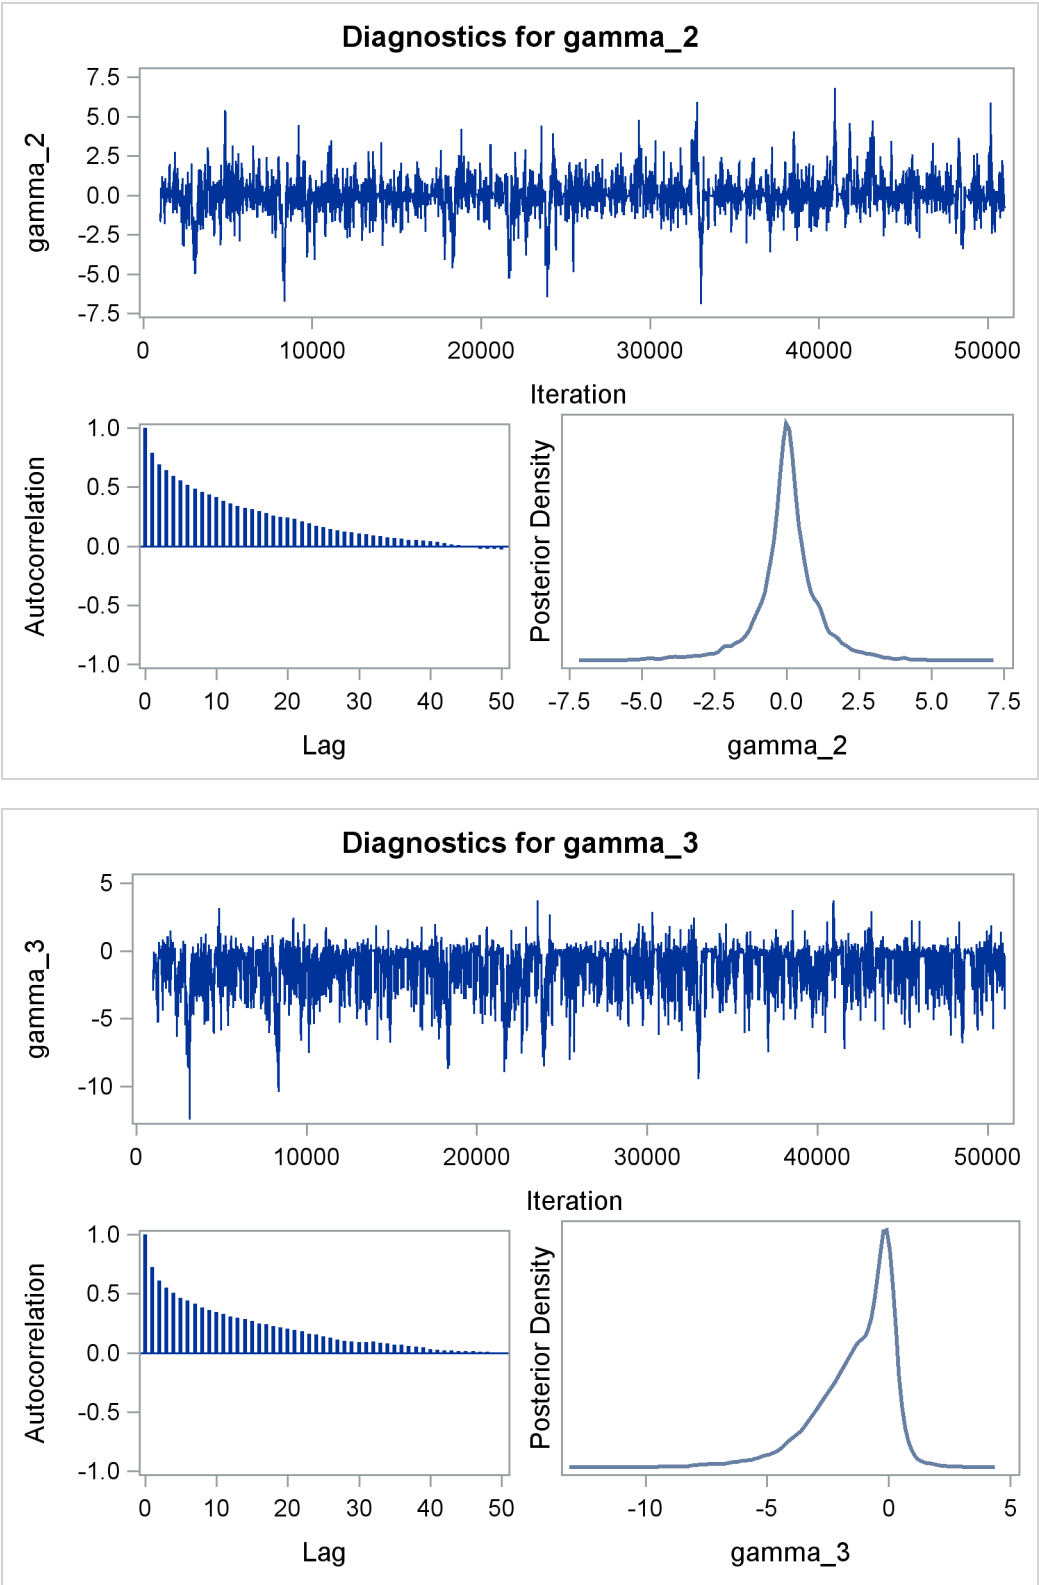 Diagnostics for gamma_2
gamma_2
7.5
5.0
2.5
0.0
-2.5
-5.0
-7.5
0 10000 20000 30000 40000 50000
Iteration
Autocorrelation
1.0
0.5
0.0
-0.5
-1.0
0 10 20 30 40 50
Lag
Posterior Density
-7.5 -5.0 -2.5 0.0 2.5 5.0 7.5
gamma_2
Diagnostics for gamma_3
gamma_3
5
0
-5
-10
0 10000 20000 30000 40000 50000
Iteration
Autocorrelation
1.0
0.5
0.0
-0.5
-1.0
0 10 20 30 40 50
Lag
Posterior Density
-10 -5 0 5
gamma_3